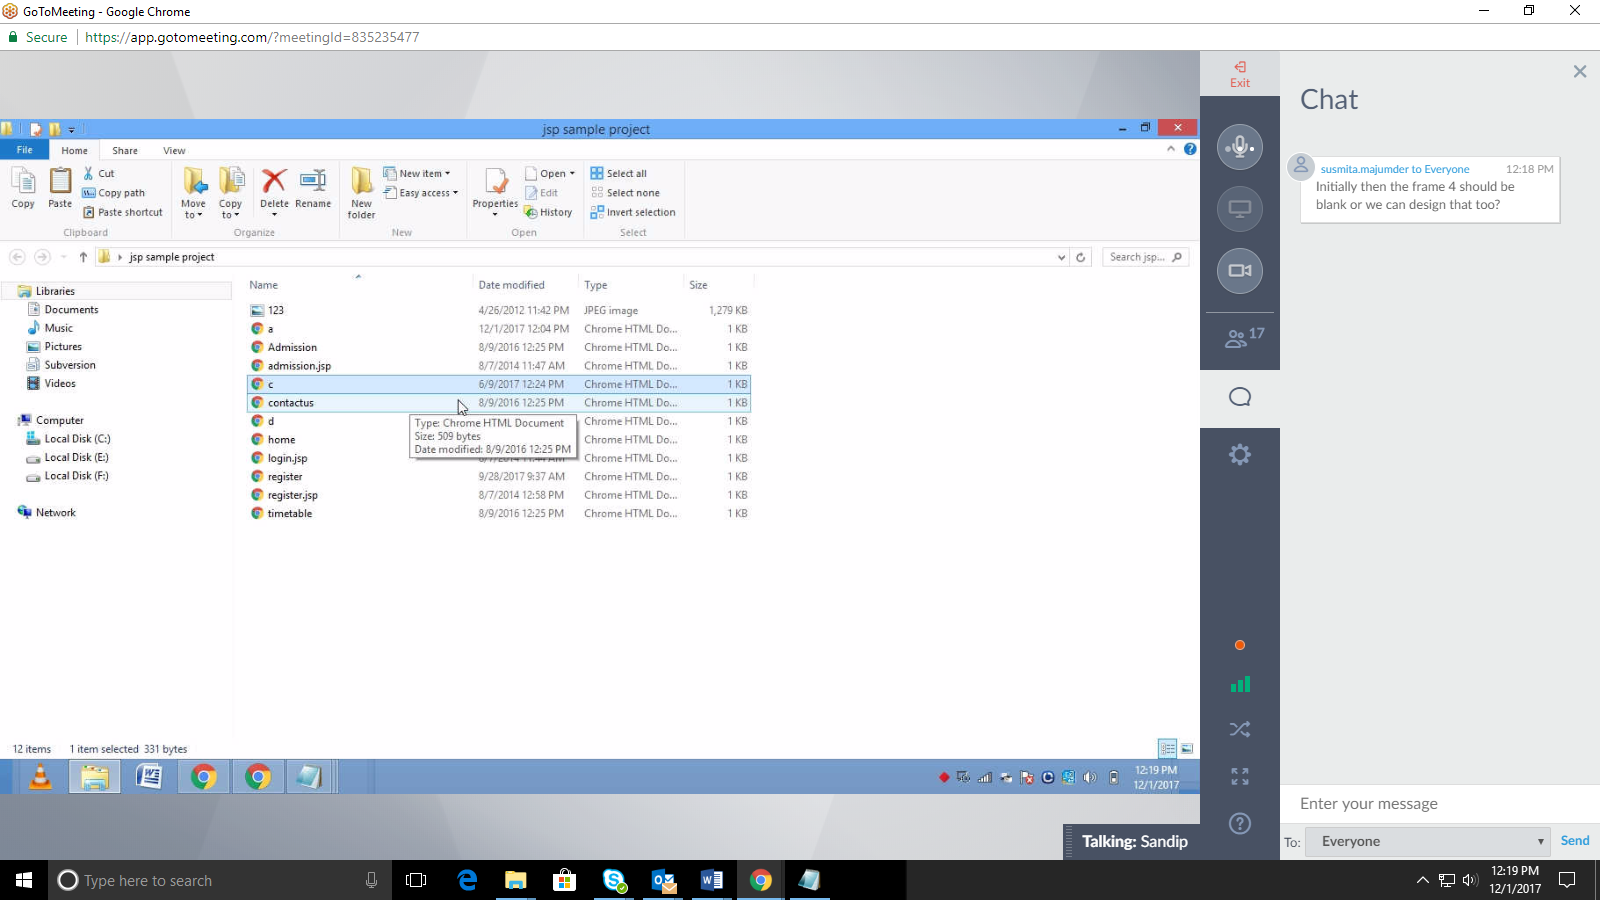 GoToMeeting - Google Chrome
Secure https://app.gotomeeting.com/?meetingId=835235477
jsp sample project
File Home Share View
Copy
Paste
Cut
Copy path
Paste shortcut
Clipboard
Move to
Copy to
Delete
Rename
Organize
New folder
New item
Easy access
New
Properties
Open
Edit
History
Open
Select all
Select none
Invert selection
Select
jsp sample project
Search jsp...
Libraries
Documents
Music
Pictures
Subversion
Videos
Computer
Local Disk (C:)
Local Disk (E:)
Local Disk (F:)
Network
Name Date modified Type Size
123 4/26/2012 11:42 PM JPEG image 1,279 KB
a 12/1/2017 12:04 PM Chrome HTML Do... 1 KB
Admission 8/9/2016 12:25 PM Chrome HTML Do... 1 KB
admission.jsp 8/7/2014 11:47 AM Chrome HTML Do... 1 KB
c 6/9/2017 12:24 PM Chrome HTML Do... 1 KB
contactus 8/9/2016 12:25 PM Chrome HTML Do... 1 KB
d Chrome HTML Do... 1 KB
home Chrome HTML Do... 1 KB
login.jsp Chrome HTML Do... 1 KB
register 9/28/2017 9:37 AM Chrome HTML Do... 1 KB
register.jsp 8/7/2014 12:58 PM Chrome HTML Do... 1 KB
timetable 8/9/2016 12:25 PM Chrome HTML Do... 1 KB
Type: Chrome HTML Document
Size: 509 bytes
Date modified: 8/9/2016 12:25 PM
12 items 1 item selected 331 bytes
12:19 PM
12/1/2017
Talking: Sandip
Exit
17
Chat
susmita.majumder to Everyone 12:18 PM
Initially then the frame 4 should be
blank or we can design that too?
Enter your message
To: Everyone Send
Type here to search
12:19 PM
12/1/2017